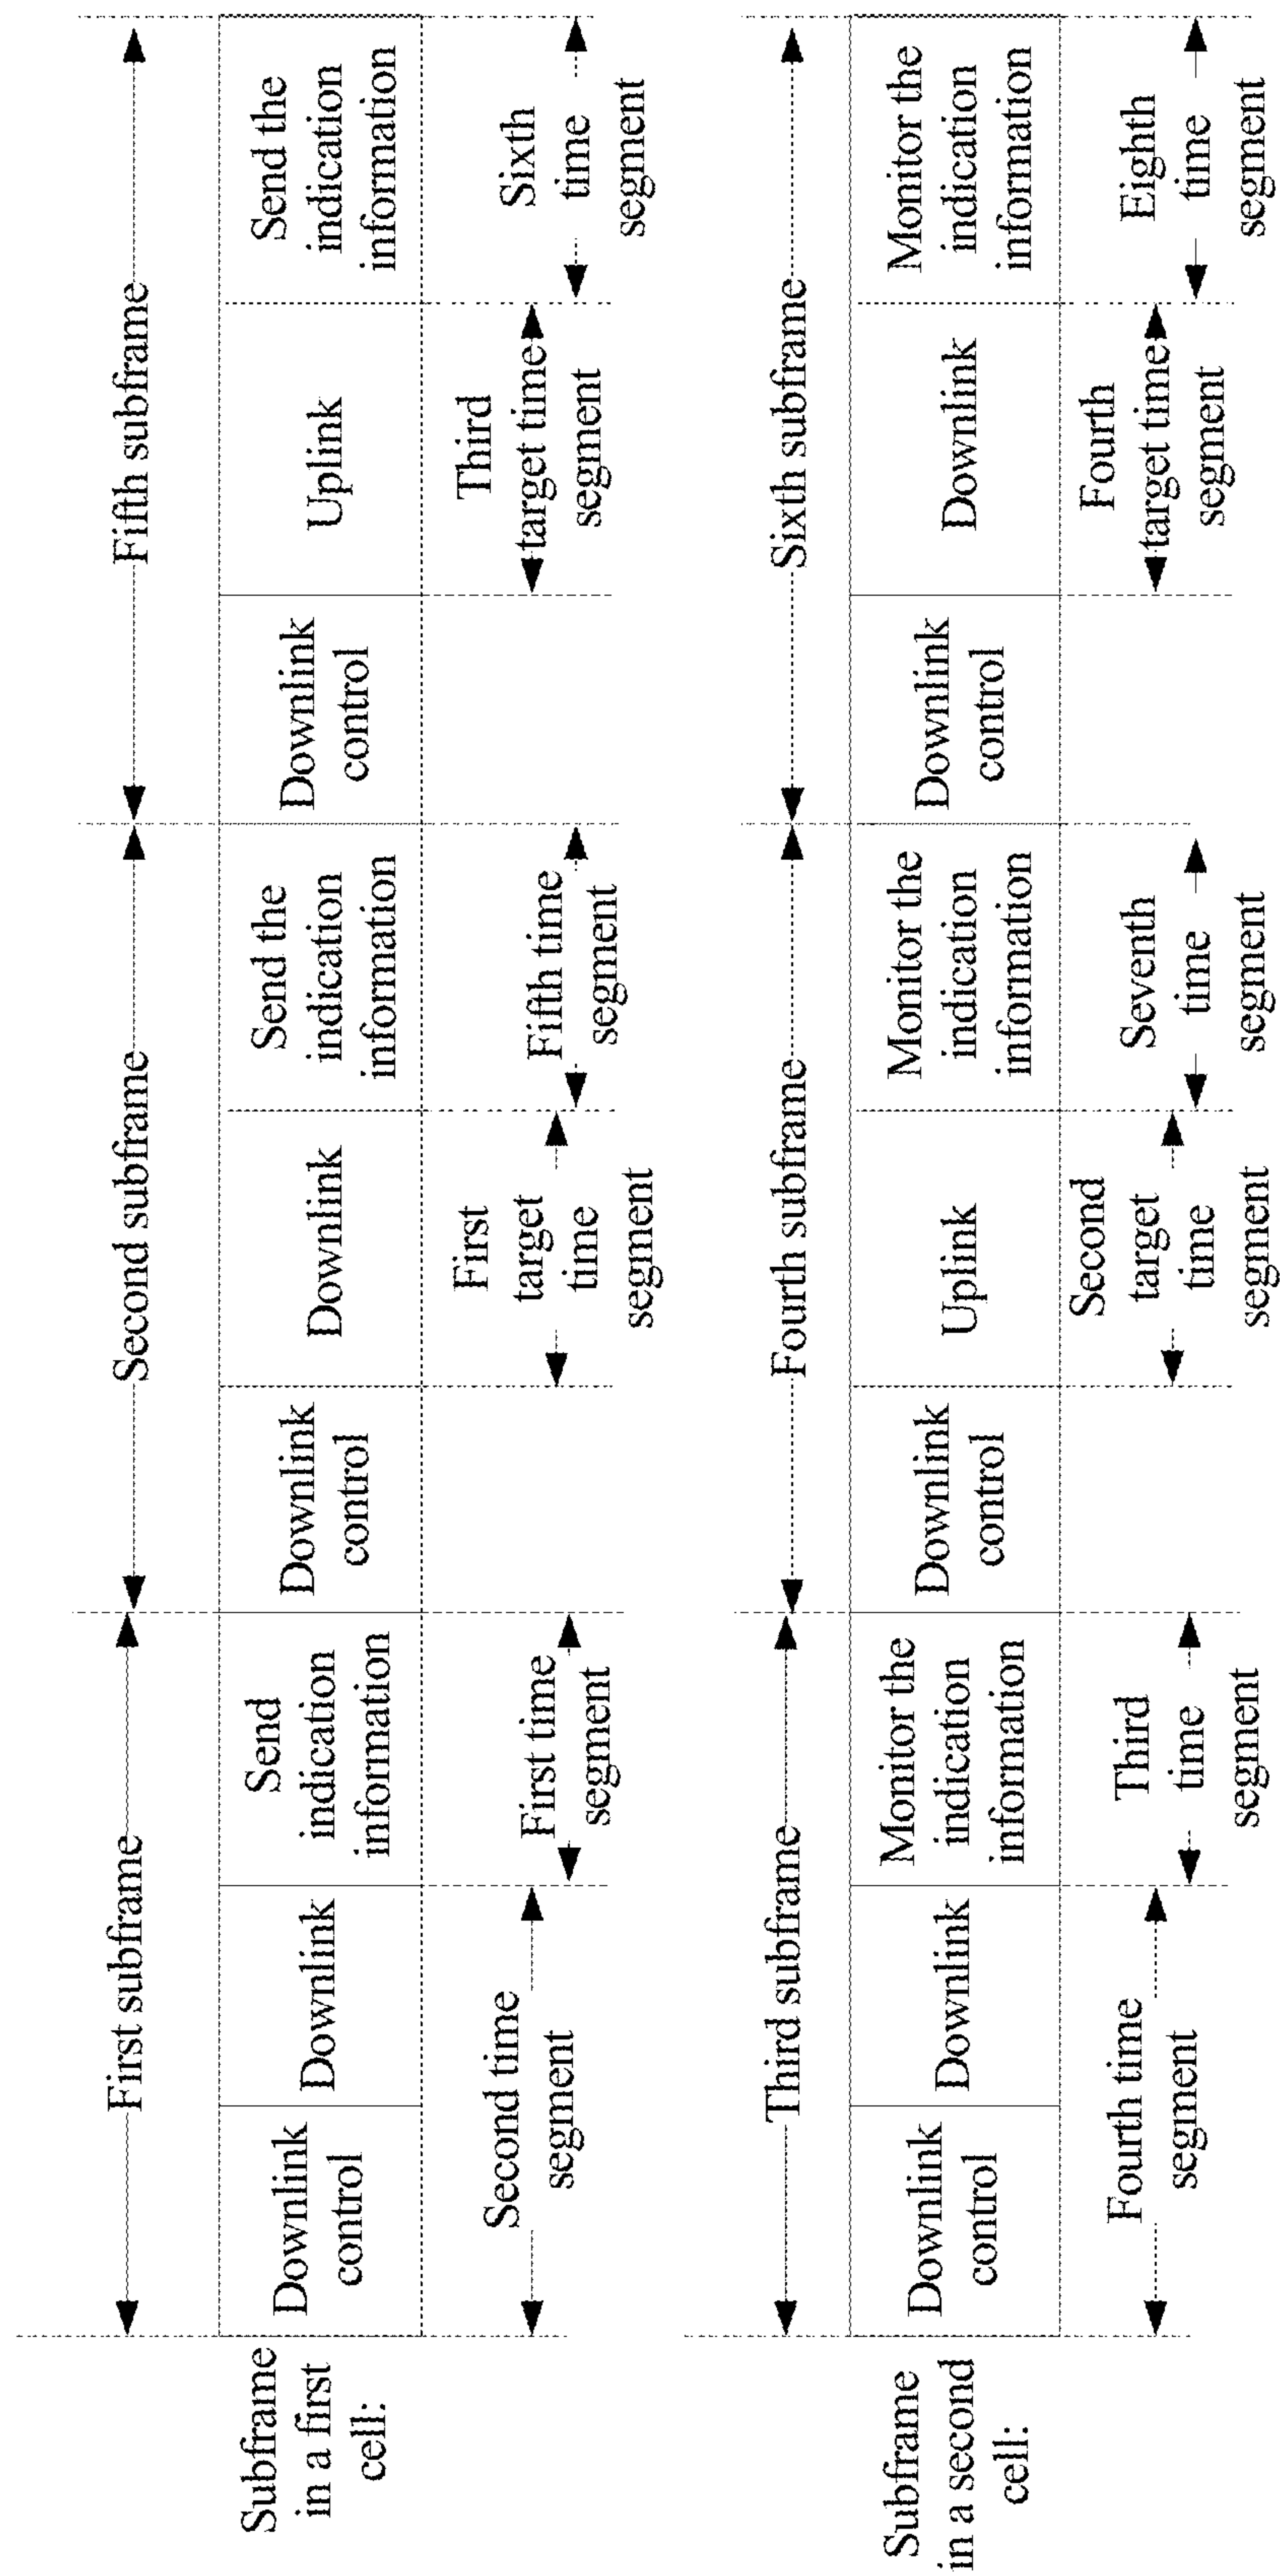 First subframe
Second subframe
Fifth subframe
Subframe
in a first
cell:
Downlink
control
Downlink
Send
indication
information
Downlink
control
Downlink
Send the
indication
information
Downlink
control
Uplink
Send the
indication
information
Second time
segment
First time
segment
First
target
time
segment
Fifth time
segment
Third
target time
segment
Sixth
time
segment
Third subframe
Fourth subframe
Sixth subframe
Subframe
in a second
cell:
Downlink
control
Downlink
Monitor the
indication
information
Downlink
control
Uplink
Monitor the
indication
information
Downlink
control
Downlink
Monitor the
indication
information
Fourth time
segment
Third
time
segment
Second
target
time
segment
Seventh
time
segment
Fourth
target time
segment
Eighth
time
segment